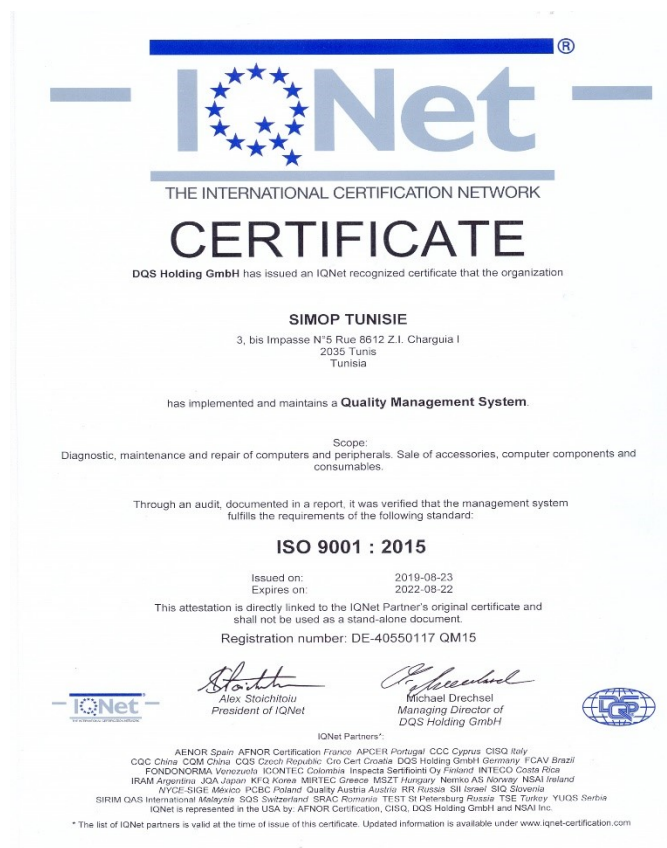 IQNet ®
THE INTERNATIONAL CERTIFICATION NETWORK
CERTIFICATE
DQS Holding GmbH has issued an IQNet recognized certificate that the organization
SIMOP TUNISIE
3, bis Impasse N°5 Rue 8612 Z.I. Charguia I
2035 Tunis
Tunisia
has implemented and maintains a Quality Management System.
Scope:
Diagnostic, maintenance and repair of computers and peripherals. Sale of accessories, computer components and
consumables.
Through an audit, documented in a report, it was verified that the management system
fulfills the requirements of the following standard:
ISO 9001 : 2015
Issued on: 2019-08-23
Expires on: 2022-08-22
This attestation is directly linked to the IQNet Partner's original certificate and
shall not be used as a stand-alone document.
Registration number: DE-40550117 QM15
Alex Stoichitoiu
President of IQNet
Michael Drechsel
Managing Director of
DQS Holding GmbH
IQNet
DQS
IQNet Partners*:
AENOR Spain AFNOR Certification France APCER Portugal CCC Cyprus CISQ Italy
CQC China CQM China CQS Czech Republic Cro Cert Croatia DQS Holding GmbH Germany FCAV Brazil
FONDONORMA Venezuela ICONTEC Colombia Inspecta Sertifiointi Oy Finland INTECO Costa Rica
IRAM Argentina JQA Japan KFQ Korea MIRTEC Greece MSZT Hungary Nemko AS Norway NSAI Ireland
NYCE-SIGE México PCBC Poland Quality Austria Austria RR Russia SII Israel SIQ Slovenia
SIRIM QAS International Malaysia SQS Switzerland SRAC Romania TEST St Petersburg Russia TSE Turkey YUQS Serbia
IQNet is represented in the USA by: AFNOR Certification, CISQ, DQS Holding GmbH and NSAI Inc.
* The list of IQNet partners is valid at the time of issue of this certificate. Updated information is available under www.iqnet-certification.com